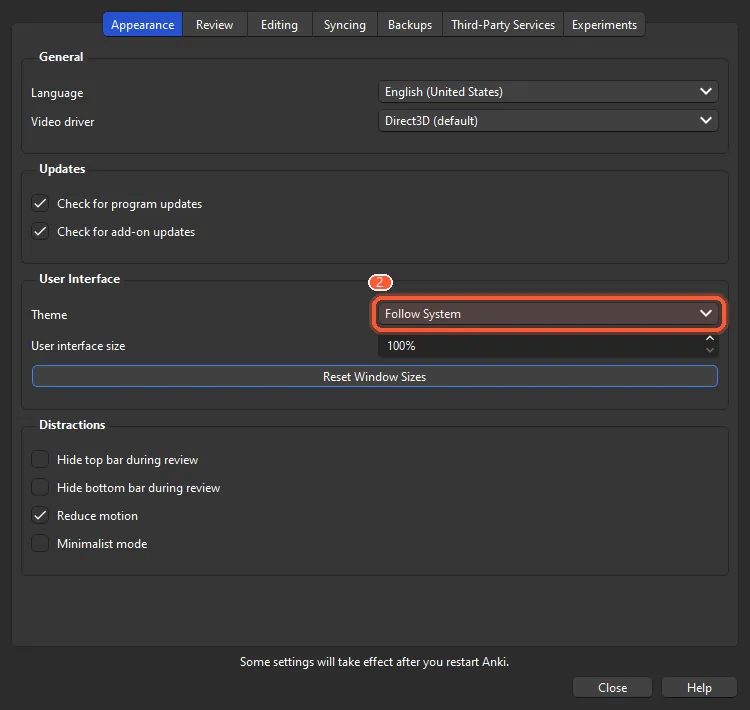 Appearance Review Editing Syncing Backups Third-Party Services Experiments
General
Language English (United States)
Video driver Direct3D (default)
Updates
Check for program updates
Check for add-on updates
User Interface
2
Theme Follow System
User interface size 100%
Reset Window Sizes
Distractions
Hide top bar during review
Hide bottom bar during review
Reduce motion
Minimalist mode
Some settings will take effect after you restart Anki.
Close Help